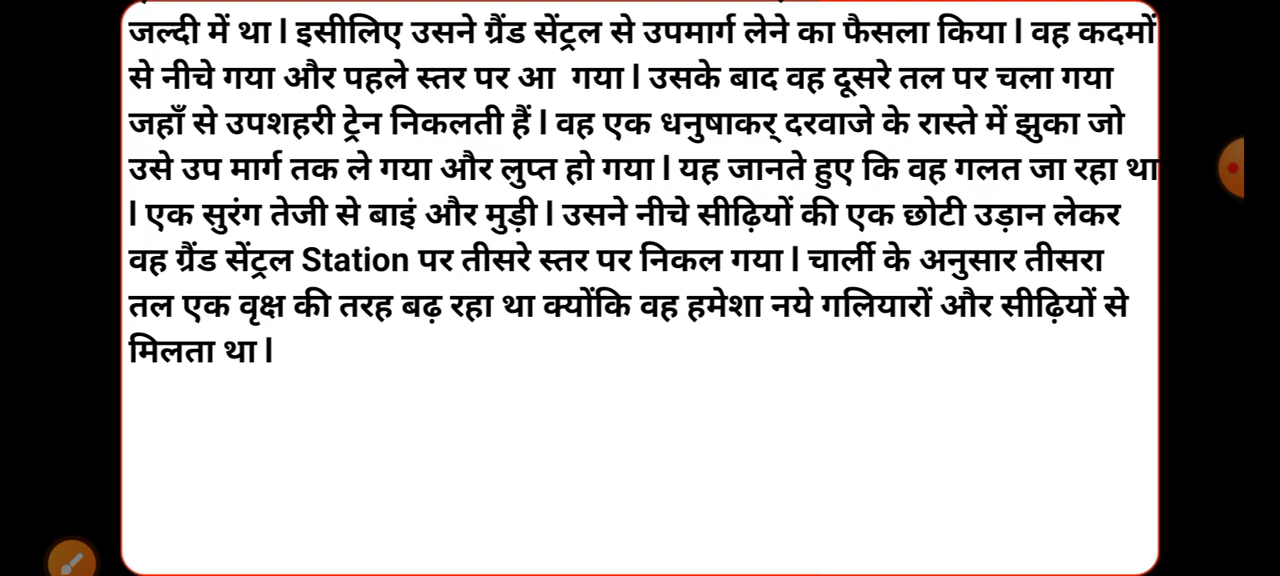 जल्दी में था l इसीलिए उसने ग्रैंड सेंट्रल से उपमार्ग लेने का फैसला किया l वह कदमों
से नीचे गया और पहले स्तर पर आ गया l उसके बाद वह दूसरे तल पर चला गया
जहाँ से उपशहरी ट्रेन निकलती हैं l वह एक धनुषाकर् दरवाजे के रास्ते में झुका जो
उसे उप मार्ग तक ले गया और लुप्त हो गया l यह जानते हुए कि वह गलत जा रहा था
l एक सुरंग तेजी से बाइं और मुड़ी l उसने नीचे सीढ़ियों की एक छोटी उड़ान लेकर
वह ग्रैंड सेंट्रल Station पर तीसरे स्तर पर निकल गया l चार्ली के अनुसार तीसरा
तल एक वृक्ष की तरह बढ़ रहा था क्योंकि वह हमेशा नये गलियारों और सीढ़ियों से
मिलता था l